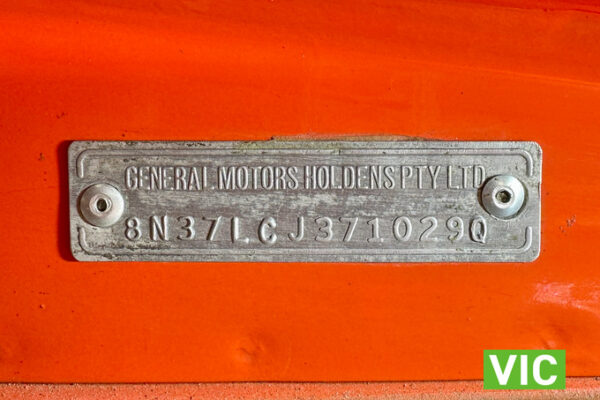 GENERAL MOTORS HOLDENS PTY LTD
8N37LCJ371029Q
VIC